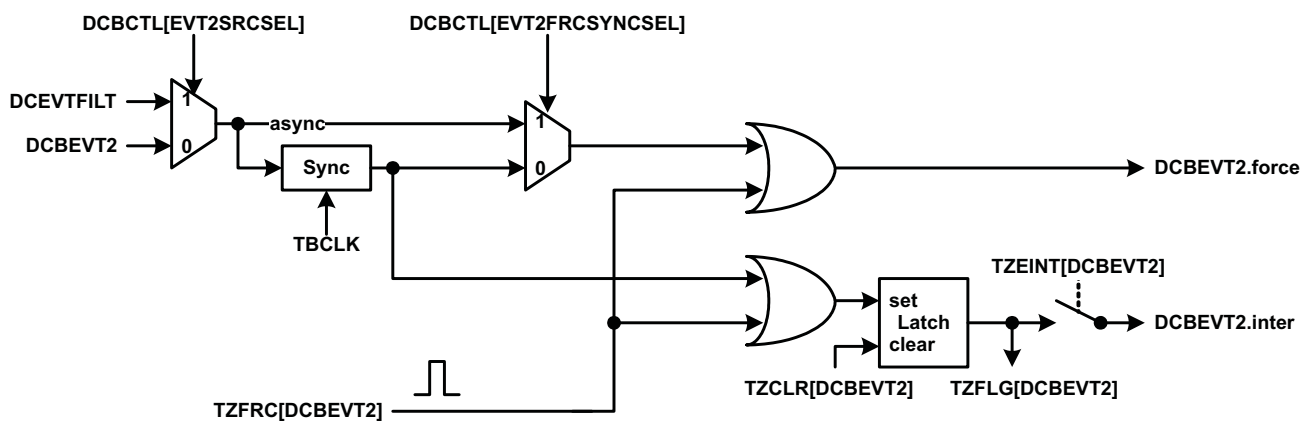 DCBCTL[EVT2SRCSEL]
DCBCTL[EVT2FRCSYNCSEL]
DCEVTFILT
1
async
1
DCBEVT2
0
Sync
0
DCBEVT2.force
TBCLK
TZEINT[DCBEVT2]
set
Latch
clear
DCBEVT2.inter
TZCLR[DCBEVT2]
TZFLG[DCBEVT2]
TZFRC[DCBEVT2]